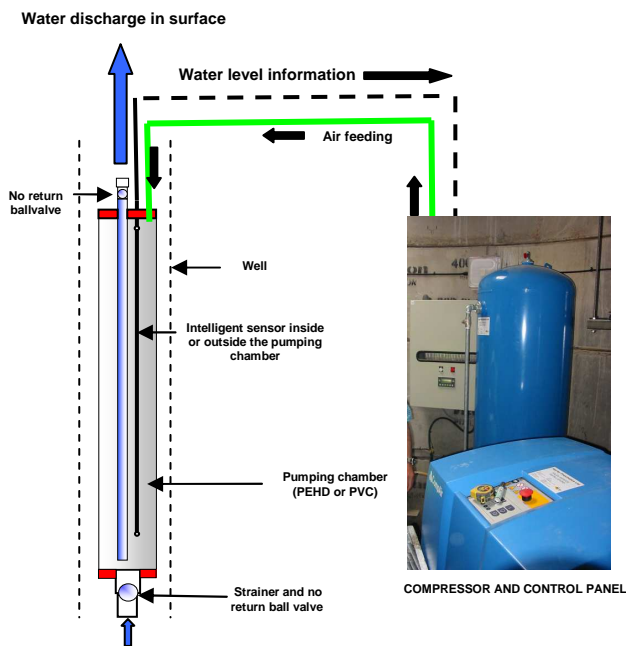 Water discharge in surface
Water level information
Air feeding
No return
ballvalve
Well
Intelligent sensor inside
or outside the pumping
chamber
Pumping chamber
(PEHD or PVC)
Strainer and no
return ball valve
COMPRESSOR AND CONTROL PANEL